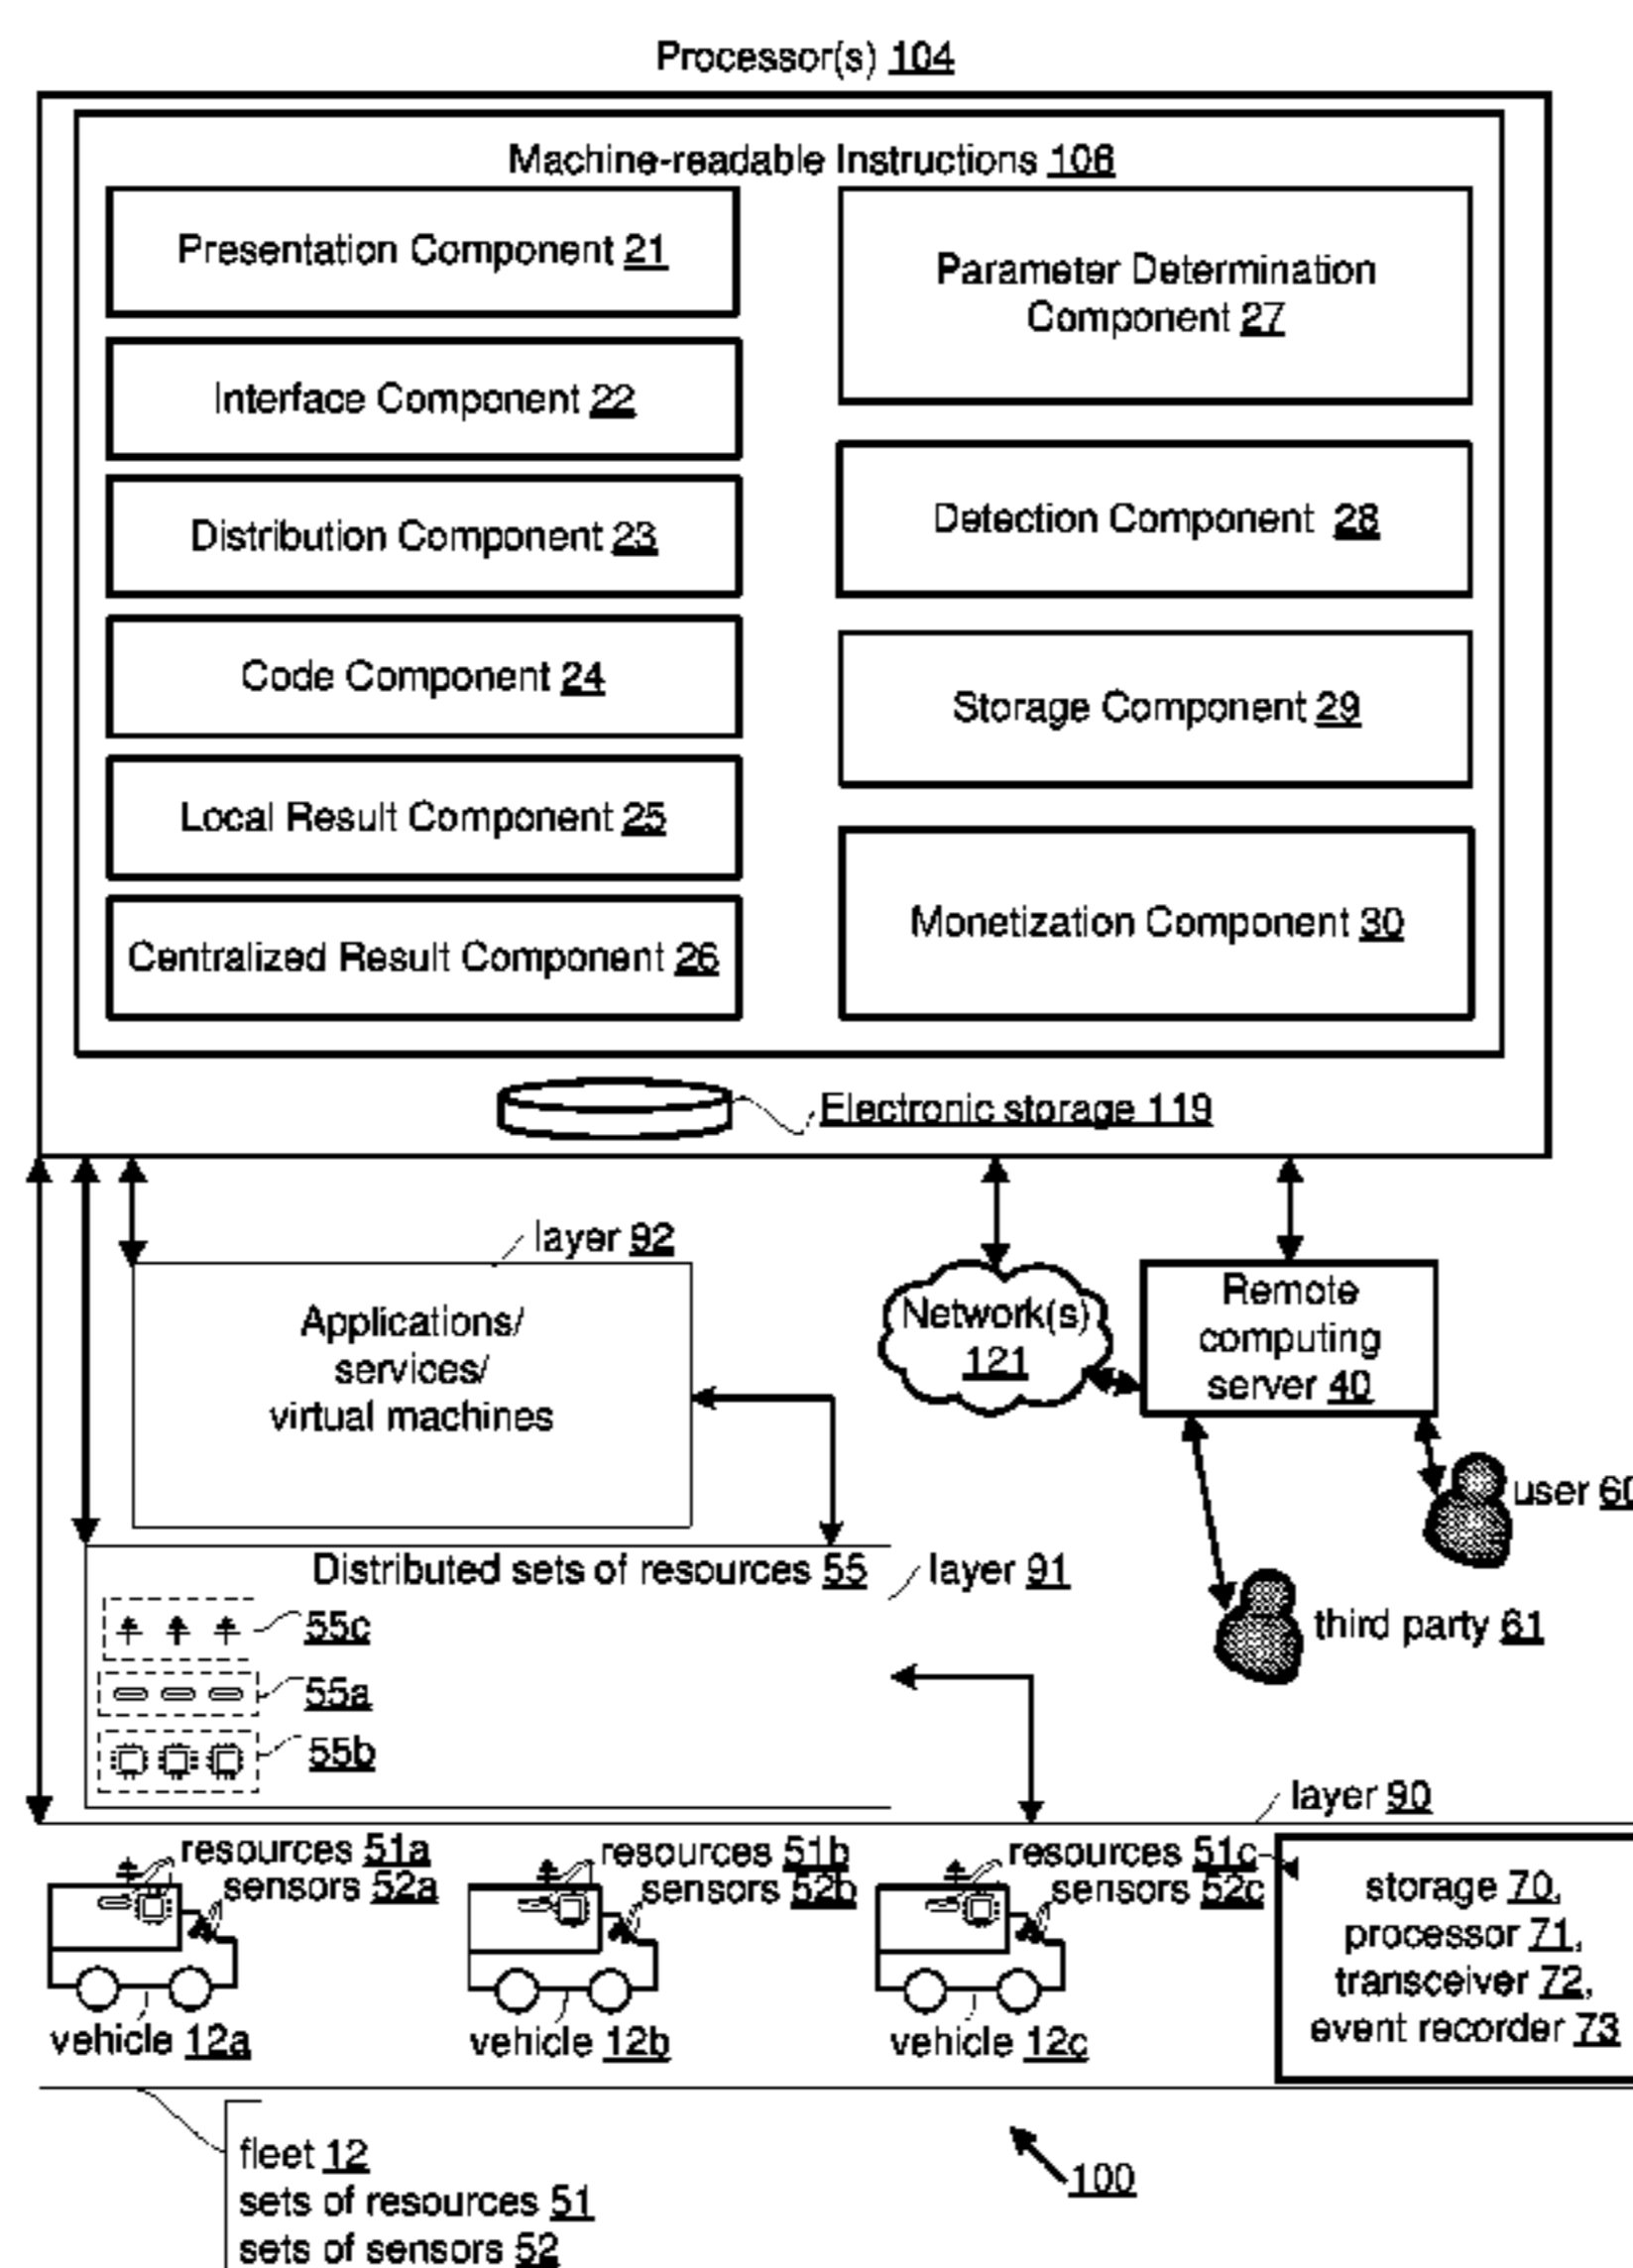 Processor(s) 104
Machine-readable Instructions 106
Presentation Component 21
Interface Component 22
Distribution Component 23
Code Component 24
Local Result Component 25
Centralized Result Component 26
Parameter Determination
Component 27
Detection Component 28
Storage Component 29
Monetization Component 30
Electronic storage 119
layer 92
Applications/
services/
virtual machines
Network(s)
121
Remote
computing
server 40
user 60
third party 61
Distributed sets of resources 55
layer 91
55c
55a
55b
layer 90
resources 51a
sensors 52a
vehicle 12a
resources 51b
sensors 52b
vehicle 12b
resources 51c
sensors 52c
vehicle 12c
storage 70,
processor 71,
transceiver 72,
event recorder 73
fleet 12
sets of resources 51
sets of sensors 52
100